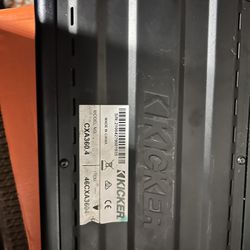 KICKER
KICKER
MODEL NO.:
CXA360.4
46CXA3604
MADE IN CHINA